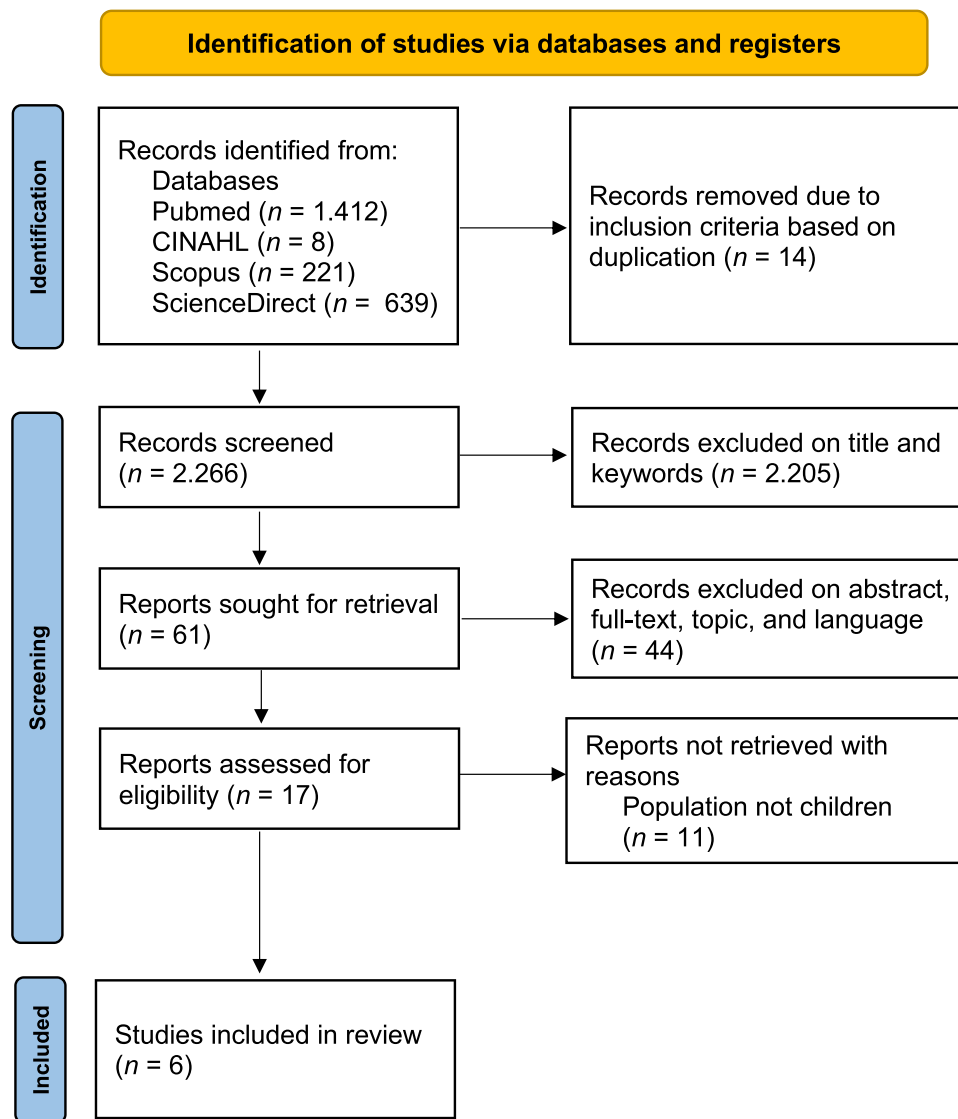 Identification of studies via databases and registers
Identification
Records identified from:
Databases
Pubmed (n = 1.412)
CINAHL (n = 8)
Scopus (n = 221)
ScienceDirect (n = 639)
Records removed due to
inclusion criteria based on
duplication (n = 14)
Screening
Records screened
(n = 2.266)
Records excluded on title and
keywords (n = 2.205)
Reports sought for retrieval
(n = 61)
Records excluded on abstract,
full-text, topic, and language
(n = 44)
Reports assessed for
eligibility (n = 17)
Reports not retrieved with
reasons
Population not children
(n = 11)
Included
Studies included in review
(n = 6)